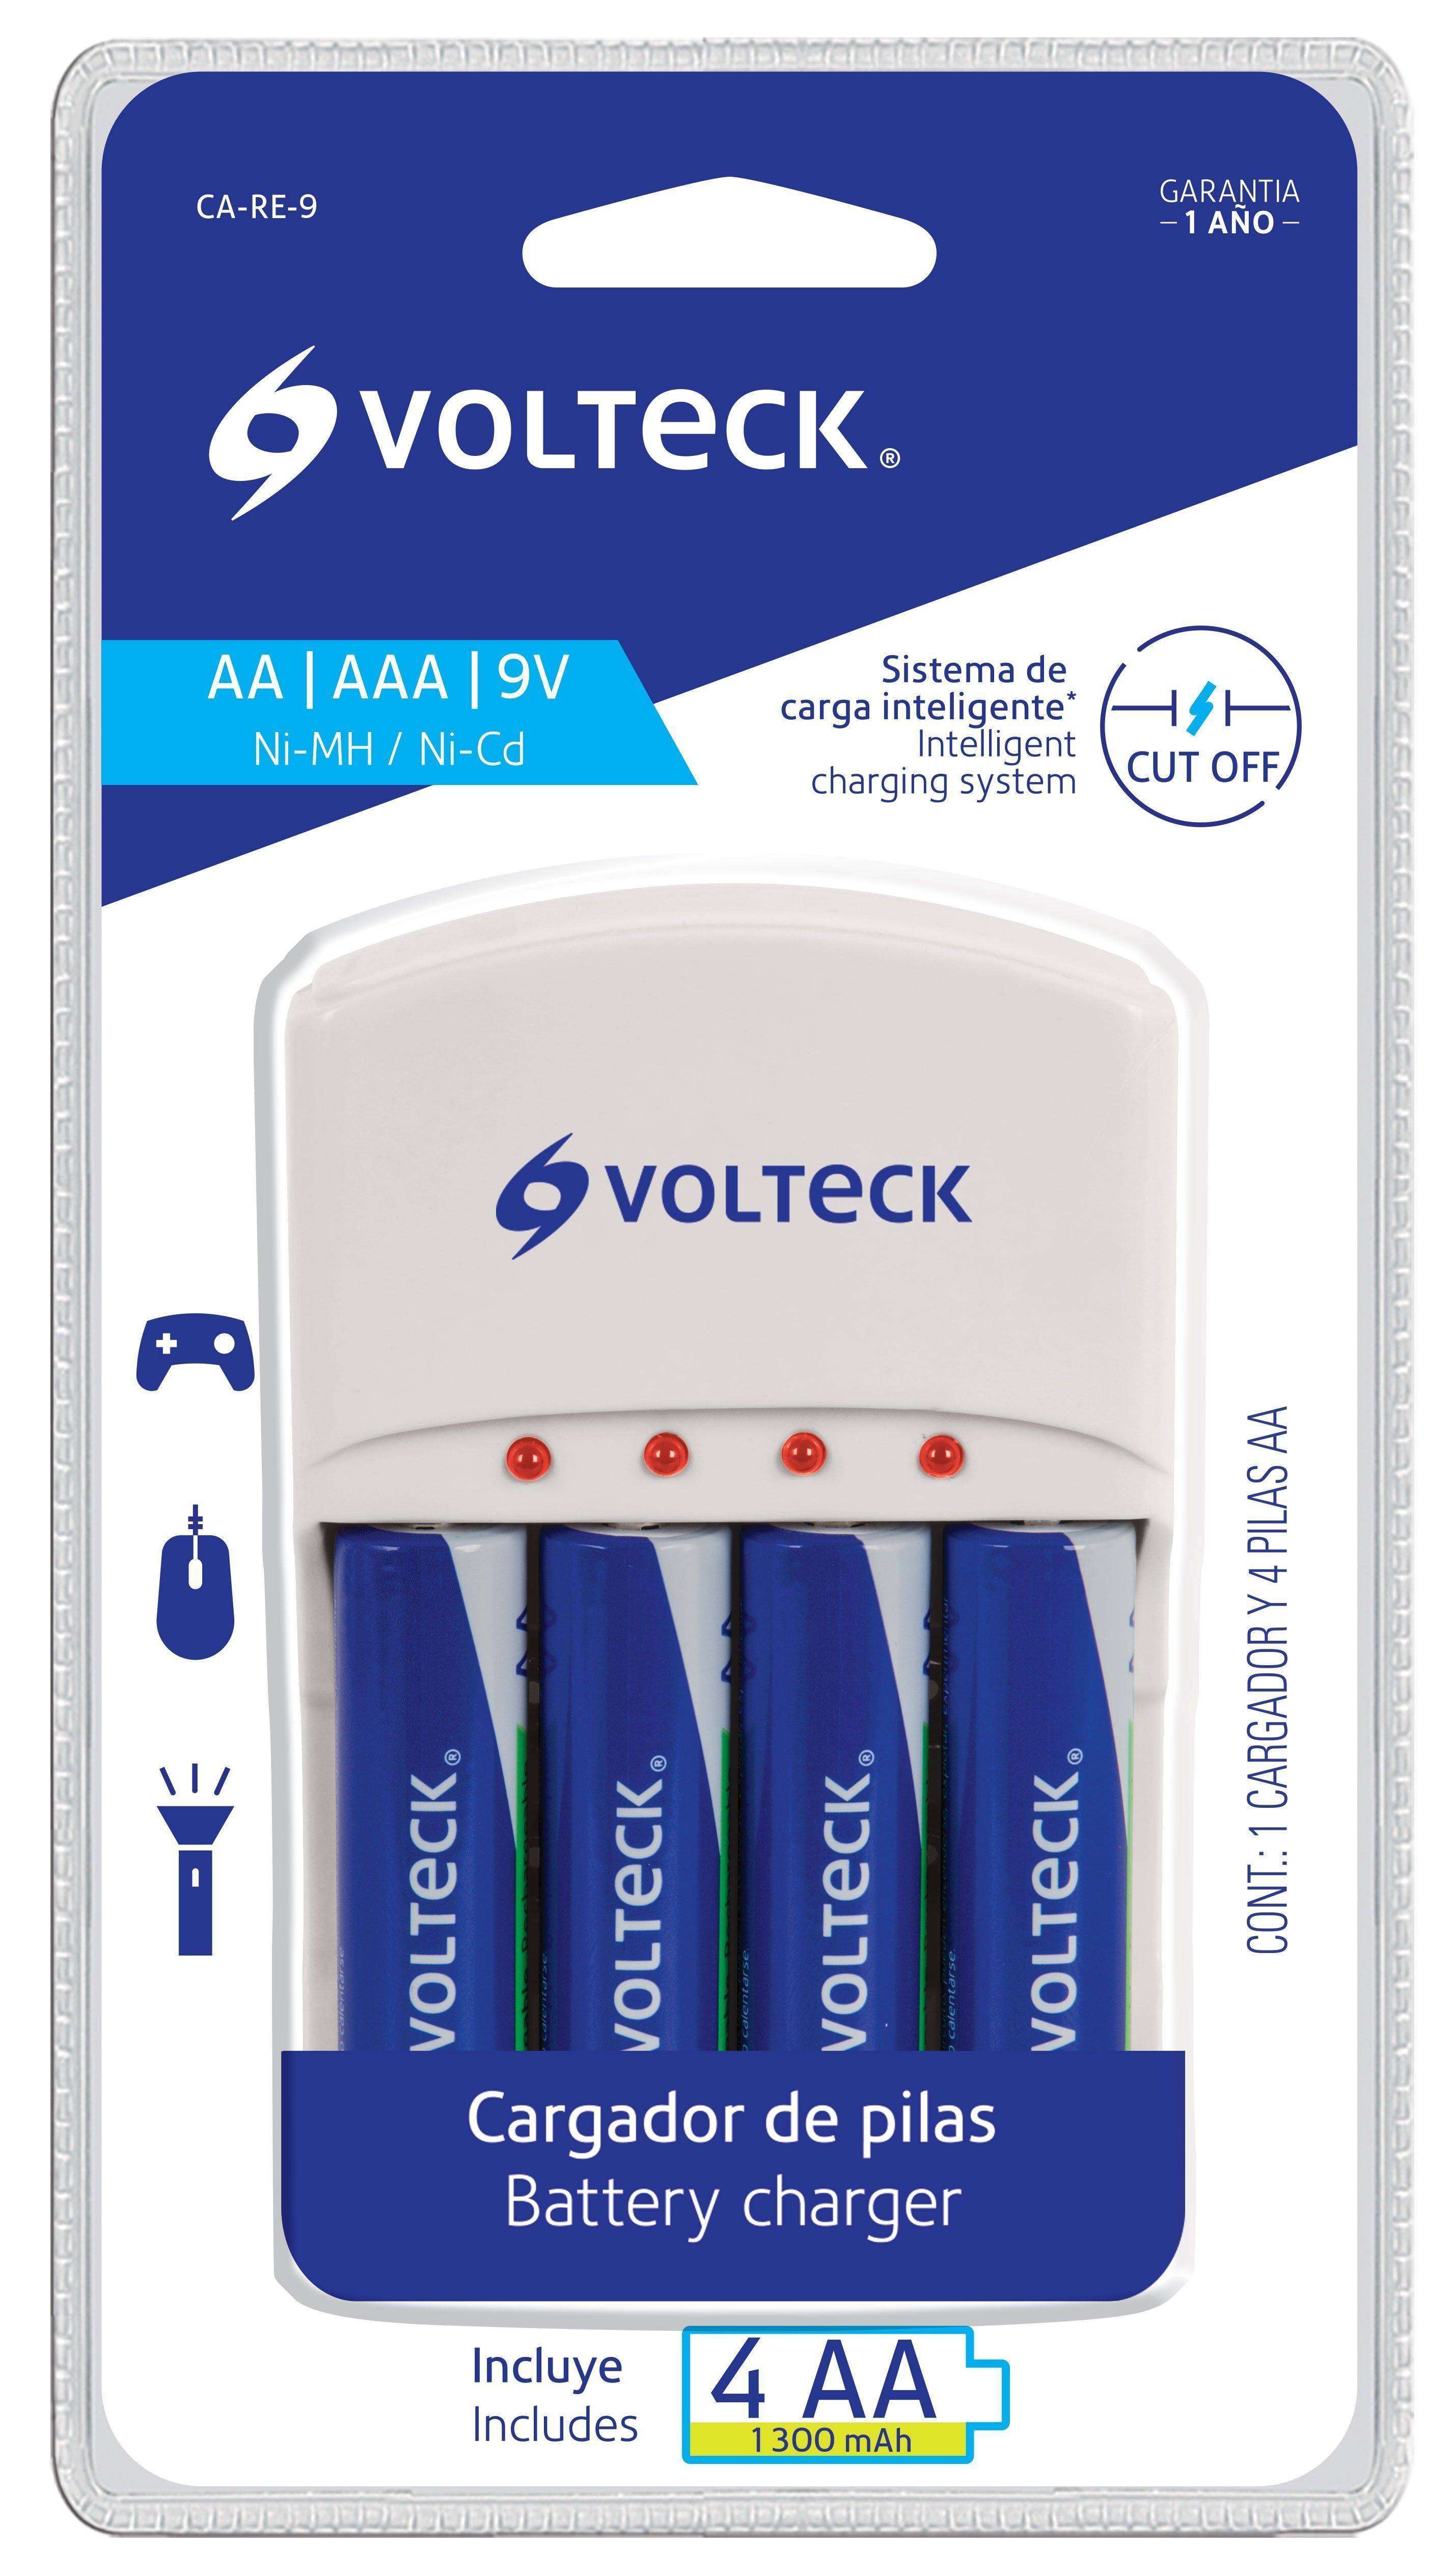 CA-RE-9
GARANTIA
1 AÑO
VOLTECK®
AA | AAA | 9V
Ni-MH / Ni-Cd
Sistema de
carga inteligente*
Intelligent
charging system
CUT OFF
VOLTECK
VOLTECK®
VOLTECK®
VOLTECK®
VOLTECK®
CONT.: 1 CARGADOR Y 4 PILAS AA
Cargador de pilas
Battery charger
Incluye
Includes
4 AA
1 300 mAh